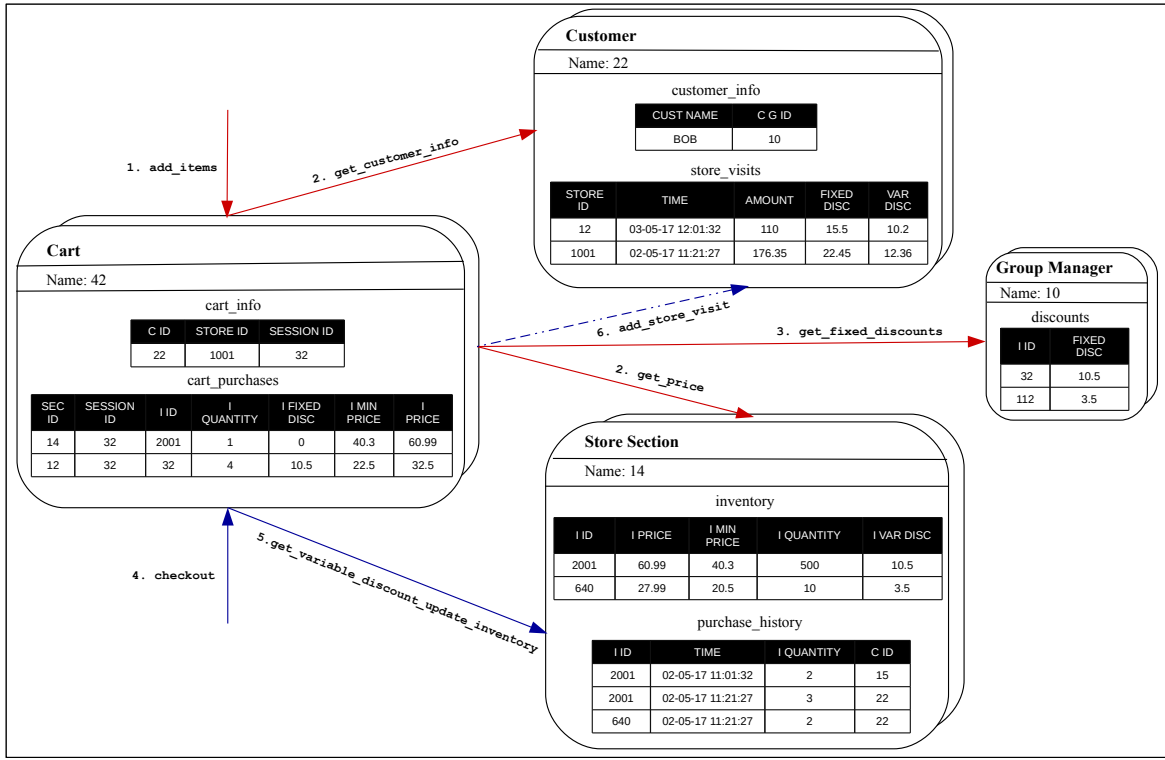 Customer
Name: 22
customer_info
CUST NAME C G ID
BOB 10
store_visits
STORE ID TIME AMOUNT FIXED DISC VAR DISC
12 03-05-17 12:01:32 110 15.5 10.2
1001 02-05-17 11:21:27 176.35 22.45 12.36
1. add_items
2. get_customer_info
Cart
Name: 42
cart_info
C ID STORE ID SESSION ID
22 1001 32
cart_purchases
SEC ID SESSION ID I ID I QUANTITY I FIXED DISC I MIN PRICE I PRICE
14 32 2001 1 0 40.3 60.99
12 32 32 4 10.5 22.5 32.5
6. add_store_visit
3. get_fixed_discounts
2. get_price
Group Manager
Name: 10
discounts
I ID FIXED DISC
32 10.5
112 3.5
4. checkout
5.get_variable_discount_update_inventory
Store Section
Name: 14
inventory
I ID I PRICE I MIN PRICE I QUANTITY I VAR DISC
2001 60.99 40.3 500 10.5
640 27.99 20.5 10 3.5
purchase_history
I ID TIME I QUANTITY C ID
2001 02-05-17 11:01:32 2 15
2001 02-05-17 11:21:27 3 22
640 02-05-17 11:21:27 2 22